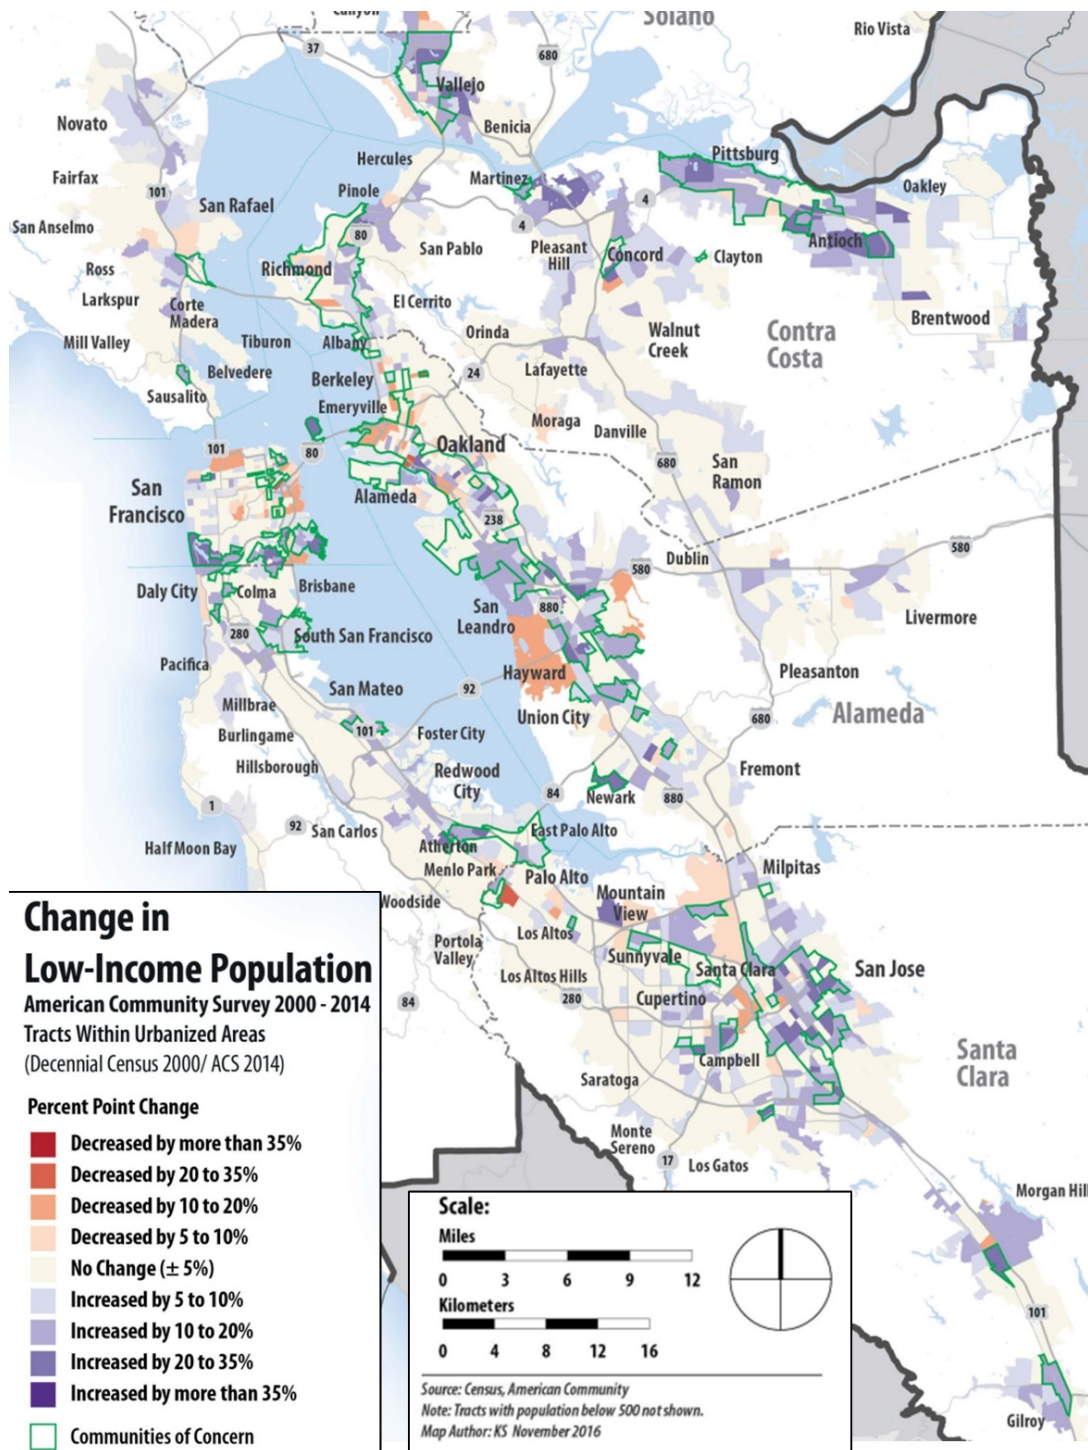 Canyon
Solano
Rio Vista
37
680
Vallejo
Novato
Benicia
Hercules
Pittsburg
Fairfax
Martinez
Pinole
Oakley
101
San Rafael
4
4
San Anselmo
80
San Pablo
Pleasant
Hill
Concord
Antioch
Clayton
Ross
Richmond
Larkspur
Corte
Madera
El Cerrito
Brentwood
Contra
Costa
Walnut
Creek
Orinda
Mill Valley
Tiburon
Albany
24
Lafayette
Belvedere
Berkeley
Sausalito
Emeryville
Moraga
Danville
101
80
Oakland
680
San
Ramon
San
Francisco
Alameda
238
580
580
Dublin
Daly City
Colma
Brisbane
San
Leandro
880
Livermore
280
South San Francisco
Pacifica
Hayward
Pleasanton
San Mateo
92
Millbrae
Union City
680
Alameda
Burlingame
101
Foster City
Hillsborough
Redwood
City
Fremont
84
Newark
880
1
92
San Carlos
East Palo Alto
Half Moon Bay
Atherton
Menlo Park
Palo Alto
Milpitas
Mountain
View
Woodside
Los Altos
Portola
Valley
Sunnyvale
Santa Clara
San Jose
Los Altos Hills
280
Cupertino
84
Campbell
Santa
Clara
Saratoga
Monte
Sereno
17
Los Gatos
Morgan Hill
101
Gilroy
Change in
Low-Income Population
American Community Survey 2000 - 2014
Tracts Within Urbanized Areas
(Decennial Census 2000/ ACS 2014)
Percent Point Change
Decreased by more than 35%
Decreased by 20 to 35%
Decreased by 10 to 20%
Decreased by 5 to 10%
No Change (± 5%)
Increased by 5 to 10%
Increased by 10 to 20%
Increased by 20 to 35%
Increased by more than 35%
Communities of Concern
Scale:
Miles
0 3 6 9 12
Kilometers
0 4 8 12 16
Source: Census, American Community
Note: Tracts with population below 500 not shown.
Map Author: KS November 2016